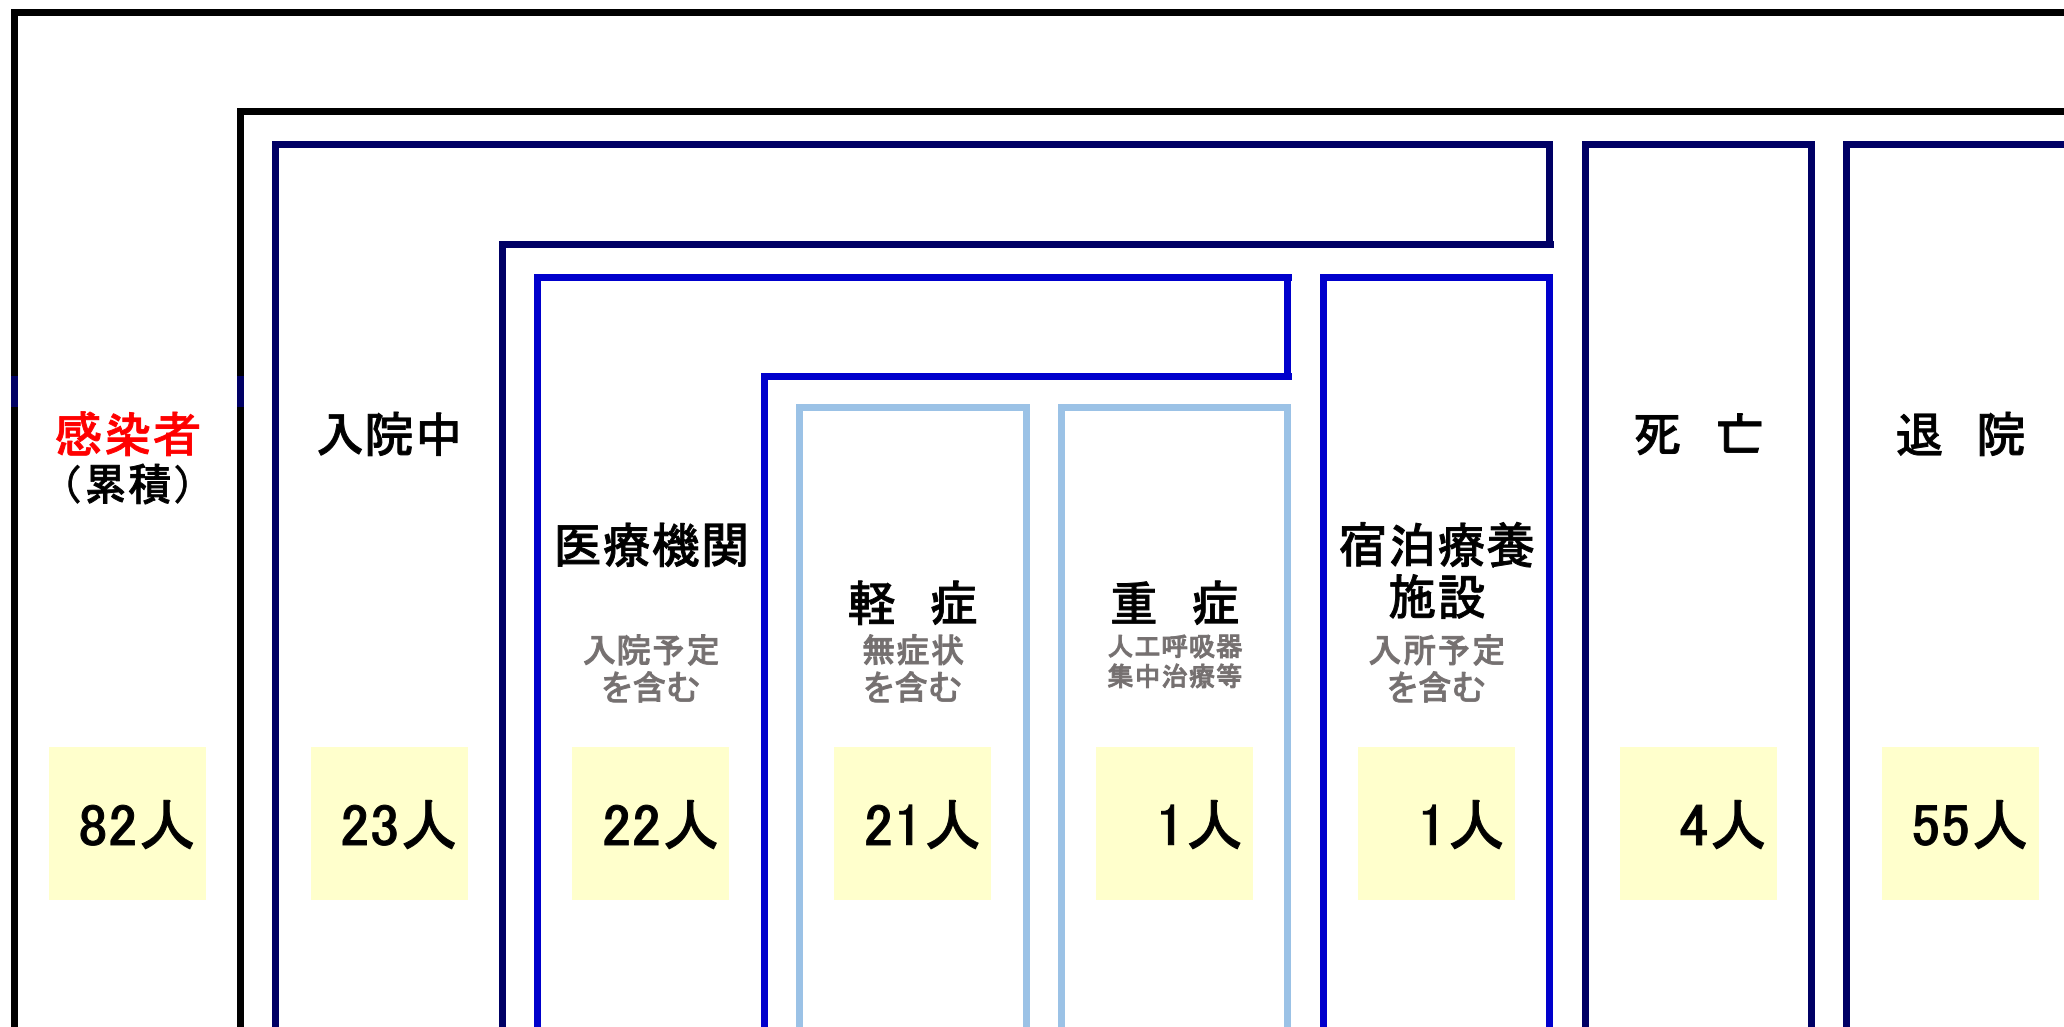 感染者
（累積）
82人
入院中
23人
医療機関
入院予定
を含む
22人
軽 症
無症状
を含む
21人
重 症
人工呼吸器
集中治療等
1人
宿泊療養
施設
入所予定
を含む
1人
死 亡
4人
退 院
55人